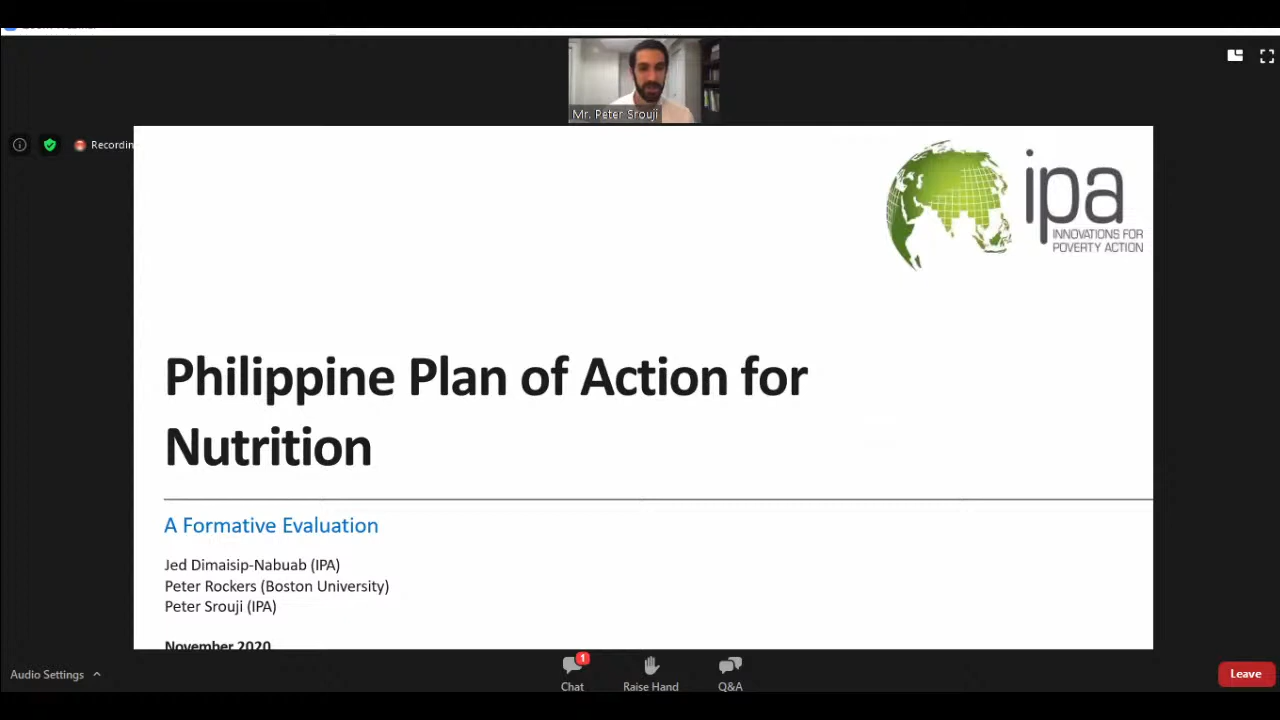 Mr. Peter Srouji
Recordin
ipa
INNOVATIONS FOR
POVERTY ACTION
Philippine Plan of Action for
Nutrition
A Formative Evaluation
Jed Dimaisip-Nabuab (IPA)
Peter Rockers (Boston University)
Peter Srouji (IPA)
November 2020
Audio Settings
1
Chat
Raise Hand
Q&A
Leave